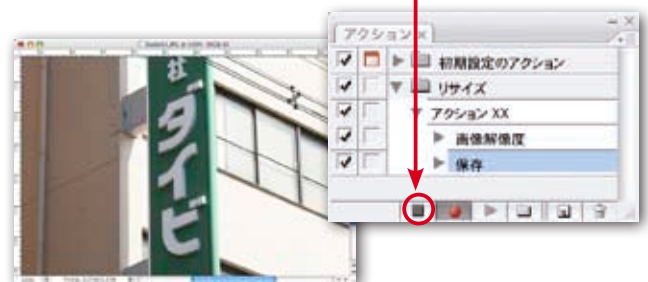 社
ダイビ
アクション ×
初期設定のアクション
リサイズ
アクション XX
画像解像度
保存